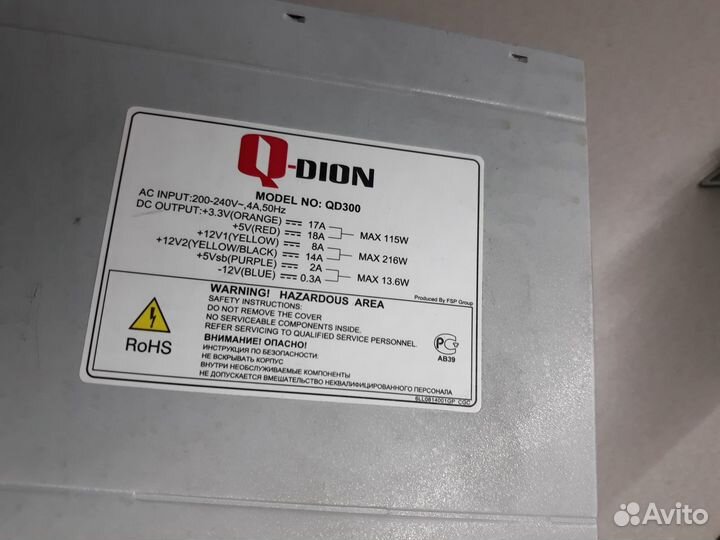 Q-DION
MODEL NO: QD300
AC INPUT:200-240V~,4A,50Hz
DC OUTPUT:+3.3V(ORANGE) 17A
+5V(RED) 18A MAX 115W
+12V1(YELLOW) 8A
+12V2(YELLOW/BLACK) 14A MAX 216W
+5Vsb(PURPLE) 2A
-12V(BLUE) 0.3A MAX 13.6W
Produced By FSP Group
WARNING! HAZARDOUS AREA
SAFETY INSTRUCTIONS:
DO NOT REMOVE THE COVER
NO SERVICEABLE COMPONENTS INSIDE.
REFER SERVICING TO QUALIFIED SERVICE PERSONNEL.
ВНИМАНИЕ! ОПАСНО!
ИНСТРУКЦИЯ ПО БЕЗОПАСНОСТИ:
НЕ ВСКРЫВАТЬ КОРПУС
ВНУТРИ НЕОБСЛУЖИВАЕМЫЕ КОМПОНЕНТЫ
НЕ ДОПУСКАЕТСЯ ВМЕШАТЕЛЬСТВО НЕКВАЛИФИЦИРОВАННОГО ПЕРСОНАЛА
RoHS
РС
АВ39
Avito